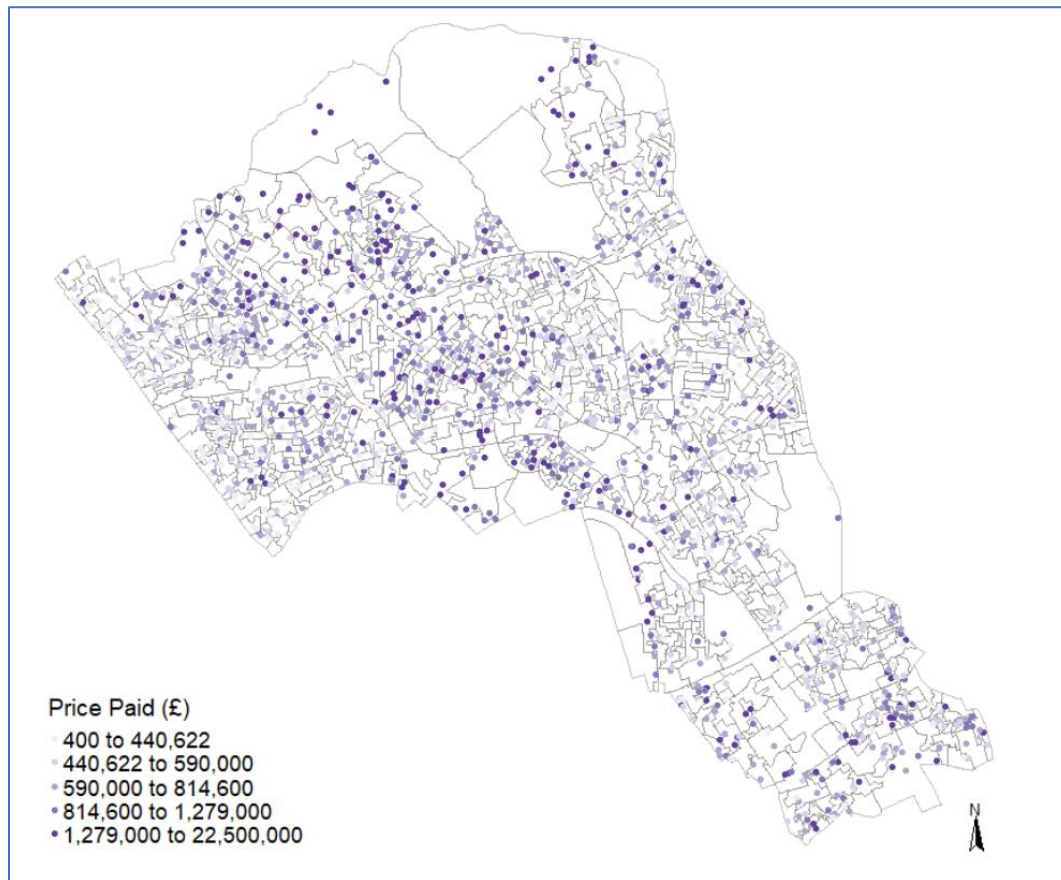 Price Paid (£)
400 to 440,622
440,622 to 590,000
590,000 to 814,600
814,600 to 1,279,000
1,279,000 to 22,500,000
N